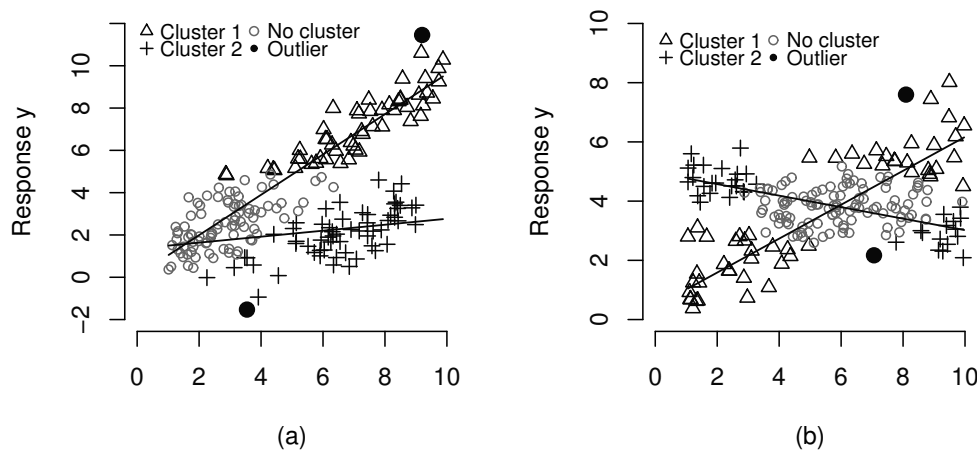 △ Cluster 1 ○ No cluster
+ Cluster 2 ● Outlier
Response y
10
8
6
4
2
0
−2
0 2 4 6 8 10
(a)
△ Cluster 1 ○ No cluster
+ Cluster 2 ● Outlier
Response y
10
8
6
4
2
0
0 2 4 6 8 10
(b)